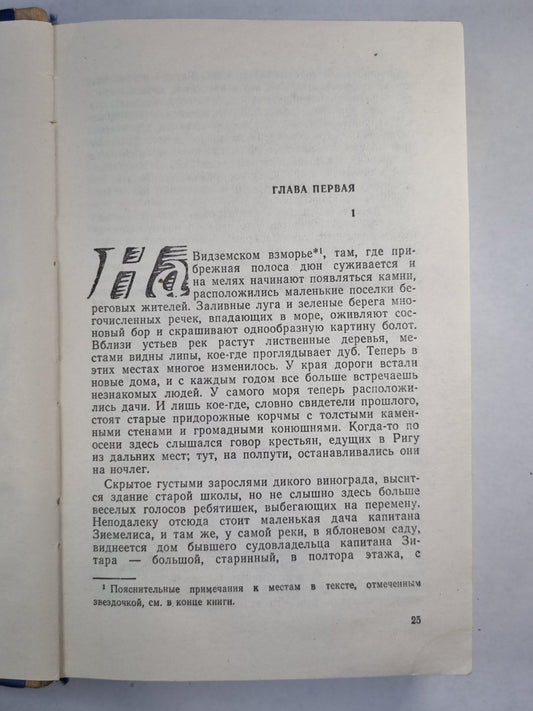 ГЛАВА ПЕРВАЯ
1
На Видземском взморье*¹, там, где при-
брежная полоса дюн суживается и
на мелях начинают появляться камни,
расположились маленькие поселки бе-
реговых жителей. Заливные луга и зеленые берега мно-
гочисленных речек, впадающих в море, оживляют сос-
новый бор и скрашивают однообразную картину болот.
Вблизи устьев рек растут лиственные деревья, ме-
стами видны липы, кое-где проглядывает дуб. Теперь в
этих местах многое изменилось. У края дороги встали
новые дома, и с каждым годом все больше встречаешь
незнакомых людей. У самого моря теперь расположи-
лись дачи. И лишь кое-где, словно свидетели прошлого,
стоят старые придорожные корчмы с толстыми камен-
ными стенами и громадными конюшнями. Когда-то по
осени здесь слышался говор крестьян, едущих в Ригу
из дальних мест; тут, на полпути, останавливались они
на ночлег.
Скрытое густыми зарослями дикого винограда, высит-
ся здание старой школы, но не слышно здесь больше
веселых голосов ребятишек, выбегающих на перемену.
Неподалеку отсюда стоит маленькая дача капитана
Зиемелиса, и там же, у самой реки, в яблоневом саду,
виднеется дом бывшего судовладельца капитана Зи-
тара — большой, старинный, в полтора этажа, с
¹ Пояснительные примечания к местам в тексте, отмеченным
звездочкой, см. в конце книги.
25